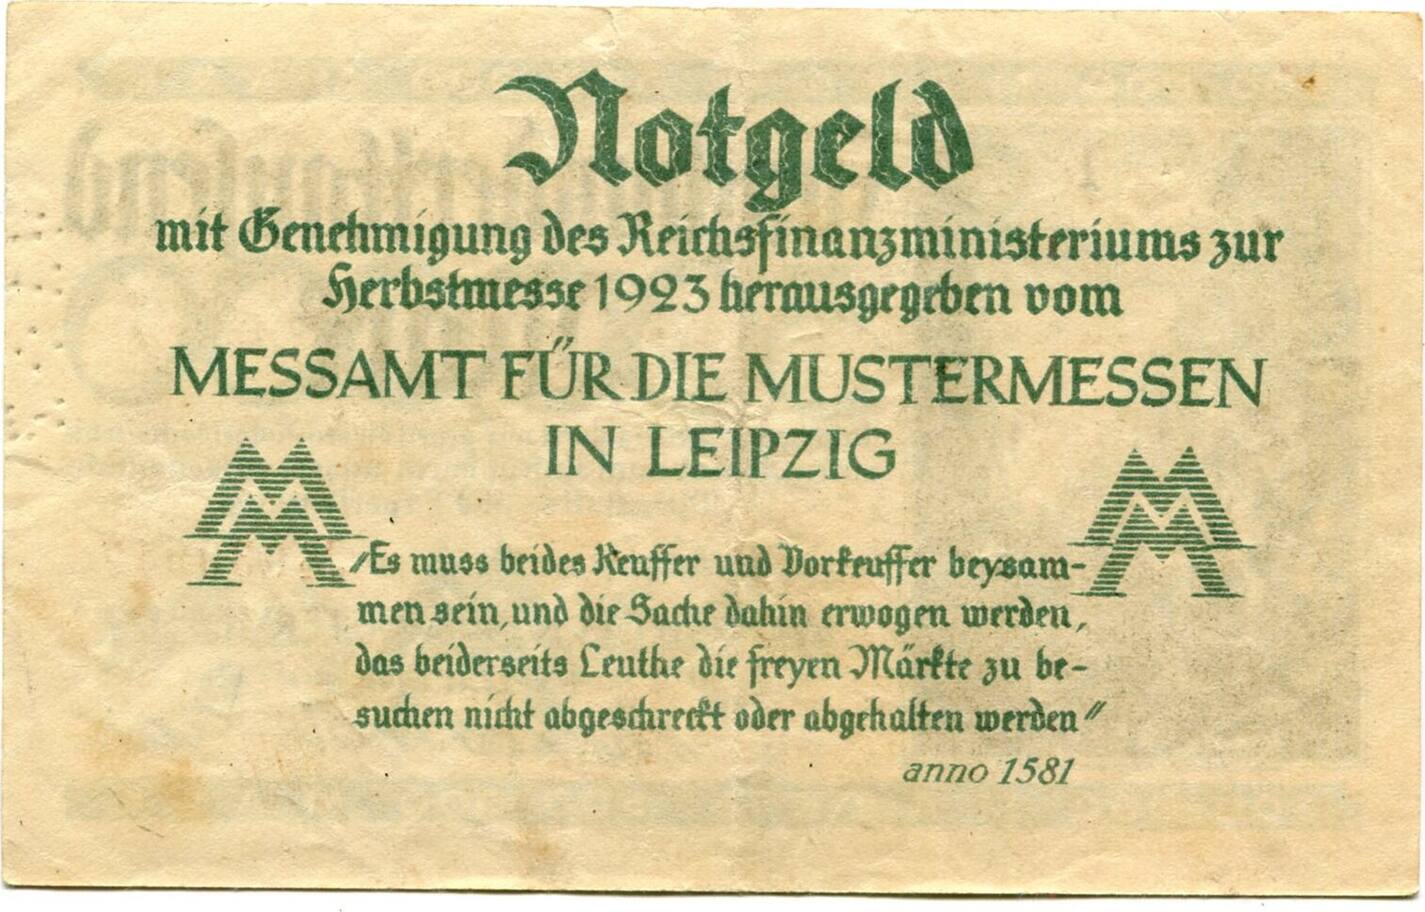 Notgeld
mit Genehmigung des Reichsfinanzministeriums zur
Herbstmesse 1923 herausgegeben vom
MESSAMT FÜR DIE MUSTERMESSEN
IN LEIPZIG
MM MM
"Es muss beides Keuffer und Vorkeuffer beysam-
men sein, und die Sache dahin erwogen werden,
das beiderseits Leuthe die freyen Märkte zu be-
suchen nicht abgeschreckt oder abgehalten werden"
anno 1581